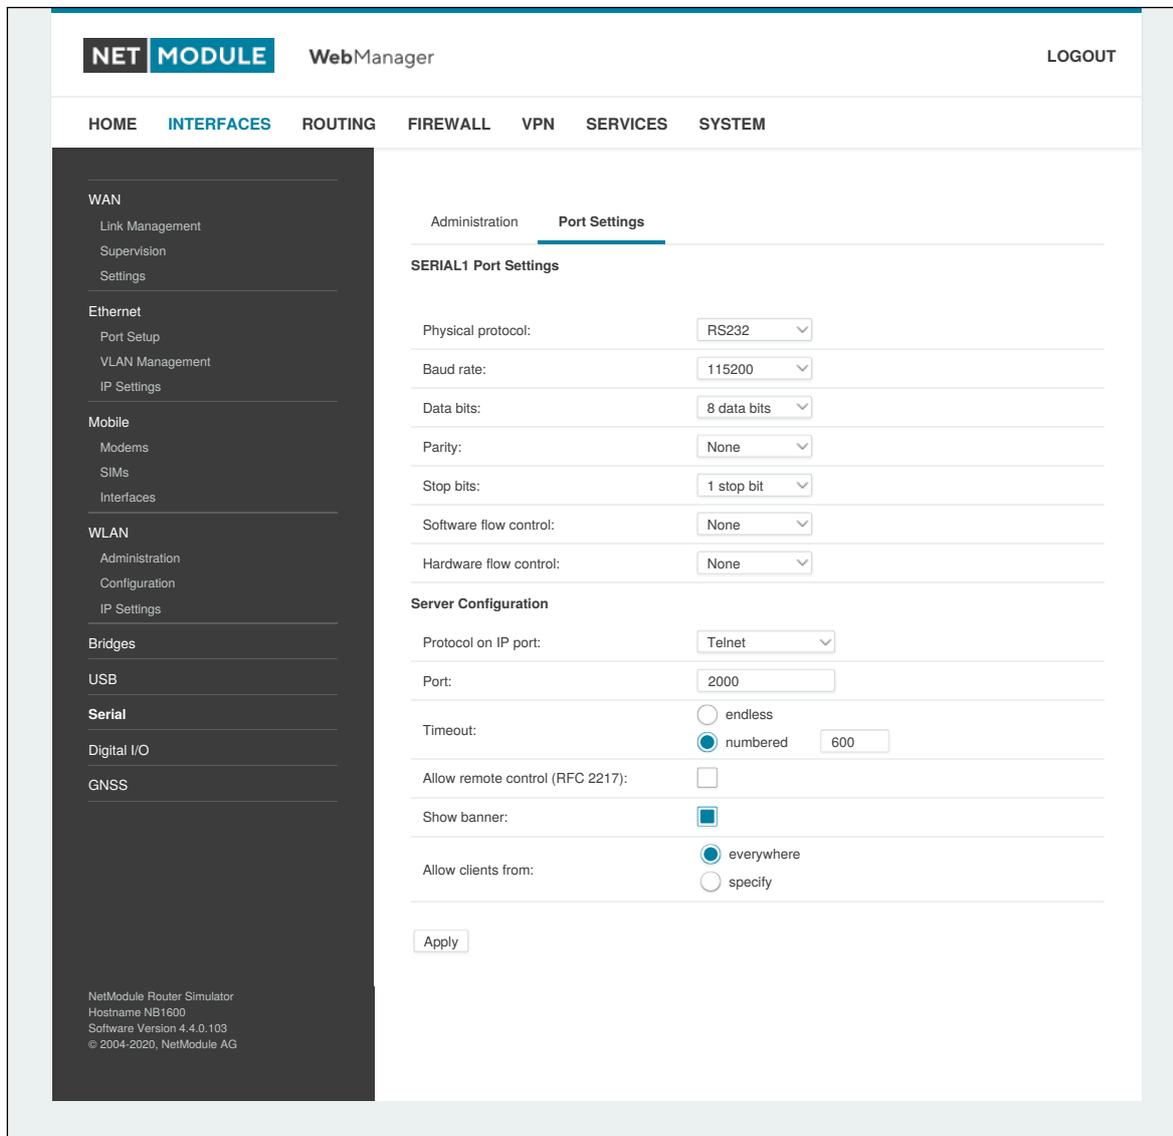 NET MODULE WebManager LOGOUT
HOME INTERFACES ROUTING FIREWALL VPN SERVICES SYSTEM
WAN
Link Management
Supervision
Settings
Ethernet
Port Setup
VLAN Management
IP Settings
Mobile
Modems
SIMs
Interfaces
WLAN
Administration
Configuration
IP Settings
Bridges
USB
Serial
Digital I/O
GNSS
NetModule Router Simulator
Hostname NB1600
Software Version 4.4.0.103
© 2004-2020, NetModule AG
Administration Port Settings
SERIAL1 Port Settings
Physical protocol: RS232
Baud rate: 115200
Data bits: 8 data bits
Parity: None
Stop bits: 1 stop bit
Software flow control: None
Hardware flow control: None
Server Configuration
Protocol on IP port: Telnet
Port: 2000
Timeout:
endless
numbered 600
Allow remote control (RFC 2217):
Show banner:
Allow clients from:
everywhere
specify
Apply